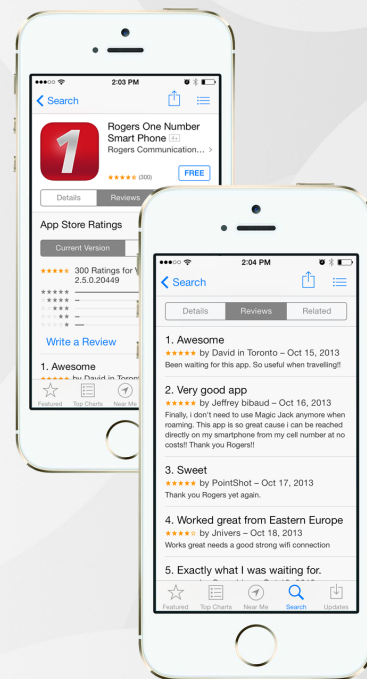 2:03 PM
Search
1
Rogers One Number
Smart Phone 4+
Rogers Communication... >
(300)
FREE
Details
Reviews
App Store Ratings
Current Version
300 Ratings for
2.5.0.20449
Write a Review
1. Awesome
by David in Toronto
Featured
Top Charts
Near Me
2:04 PM
Search
Details
Reviews
Related
1. Awesome
★★★★★ by David in Toronto – Oct 15, 2013
Been waiting for this app. So useful when travelling!!
2. Very good app
★★★★★ by Jeffrey bibaud – Oct 16, 2013
Finally, i don't need to use Magic Jack anymore when
roaming. This app is so great cause i can be reached
directly on my smartphone from my cell number at no
costs!! Thank you Rogers!!
3. Sweet
★★★★★ by PointShot – Oct 17, 2013
Thank you Rogers yet again.
4. Worked great from Eastern Europe
★★★★☆ by Jnivers – Oct 18, 2013
Works great needs a good strong wifi connection
5. Exactly what I was waiting for.
Featured
Top Charts
Near Me
Search
Updates